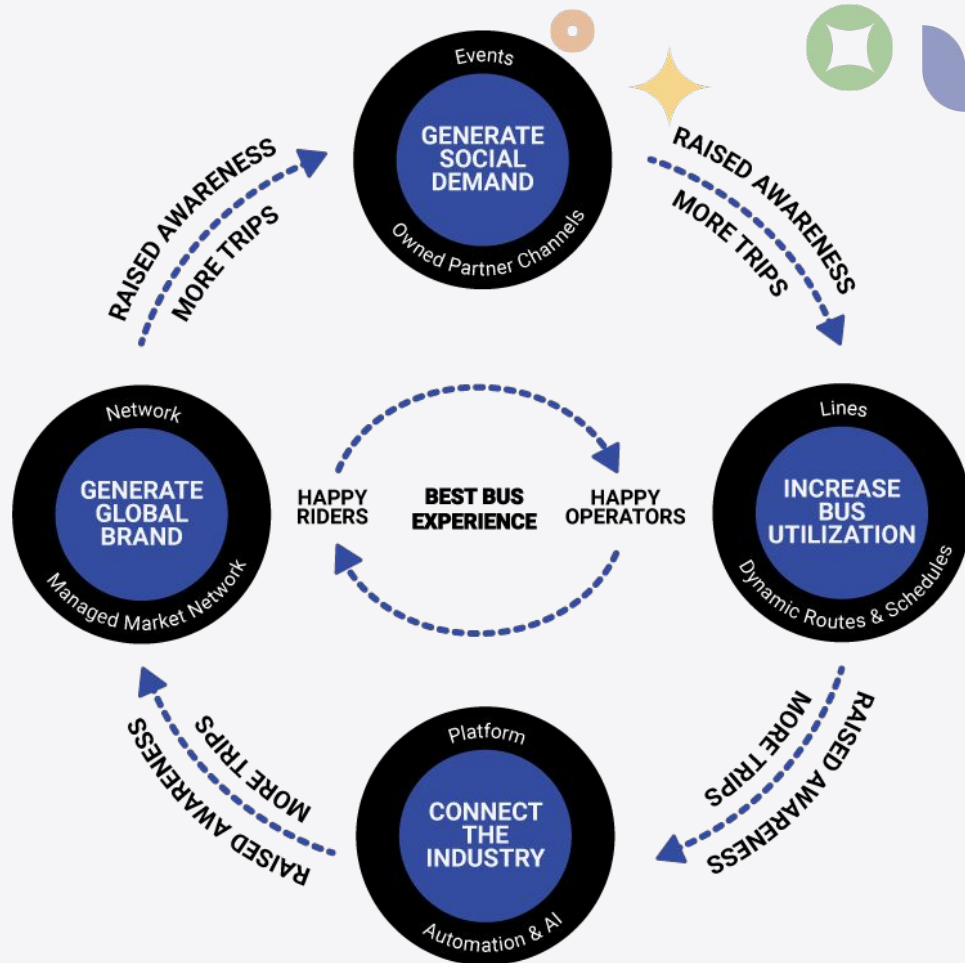 Events
GENERATE
SOCIAL
DEMAND
Owned Partner Channels
RAISED AWARENESS
MORE TRIPS
RAISED AWARENESS
MORE TRIPS
Network
GENERATE
GLOBAL
BRAND
Managed Market Network
HAPPY
RIDERS
BEST BUS
EXPERIENCE
HAPPY
OPERATORS
Lines
INCREASE
BUS
UTILIZATION
Dynamic Routes & Schedules
MORE TRIPS
RAISED AWARENESS
MORE TRIPS
RAISED AWARENESS
Platform
CONNECT
THE
INDUSTRY
Automation & AI